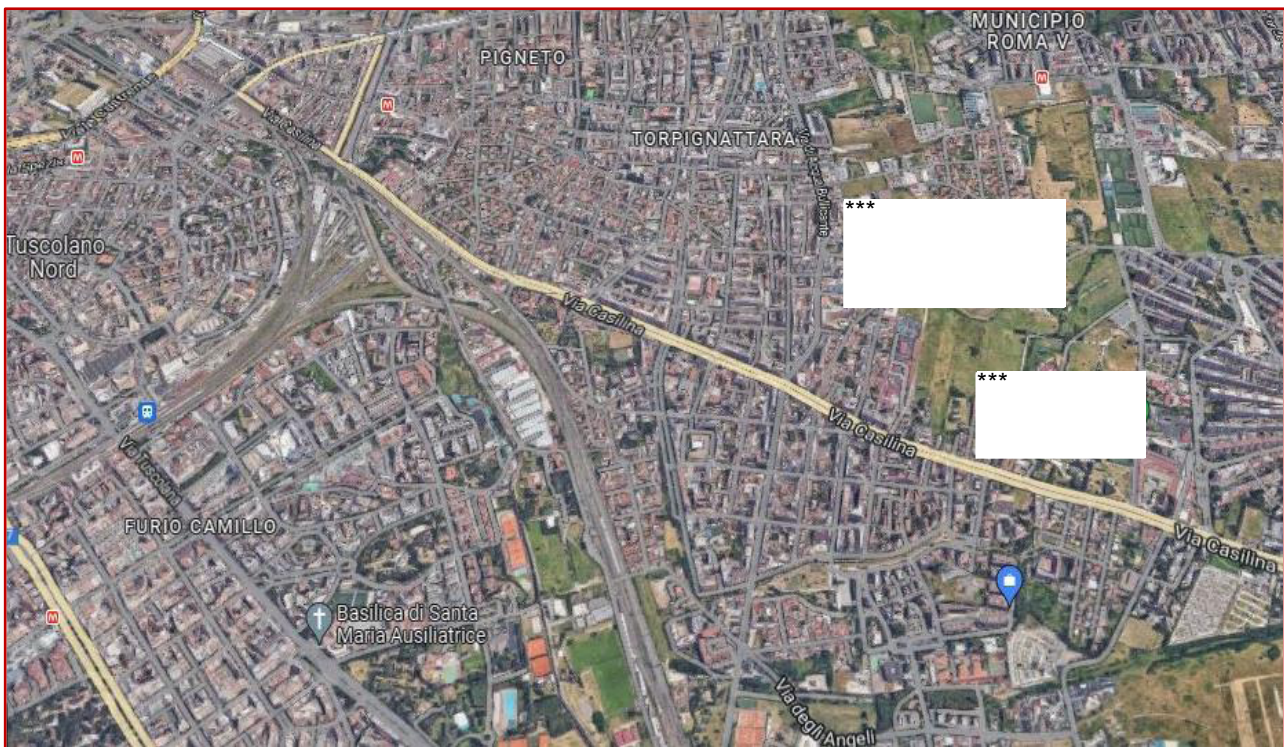 MUNICIPIO
ROMA V
PIGNETO
M
Via Casilina
M
TORPIGNATTARA
M
***
Tuscolano
Nord
Via Casilina
***
Via Casilina
Via Tuscolana
FURIO CAMILLO
Via Casilina
M
Basilica di Santa
Maria Ausiliatrice
Via degli Angeli